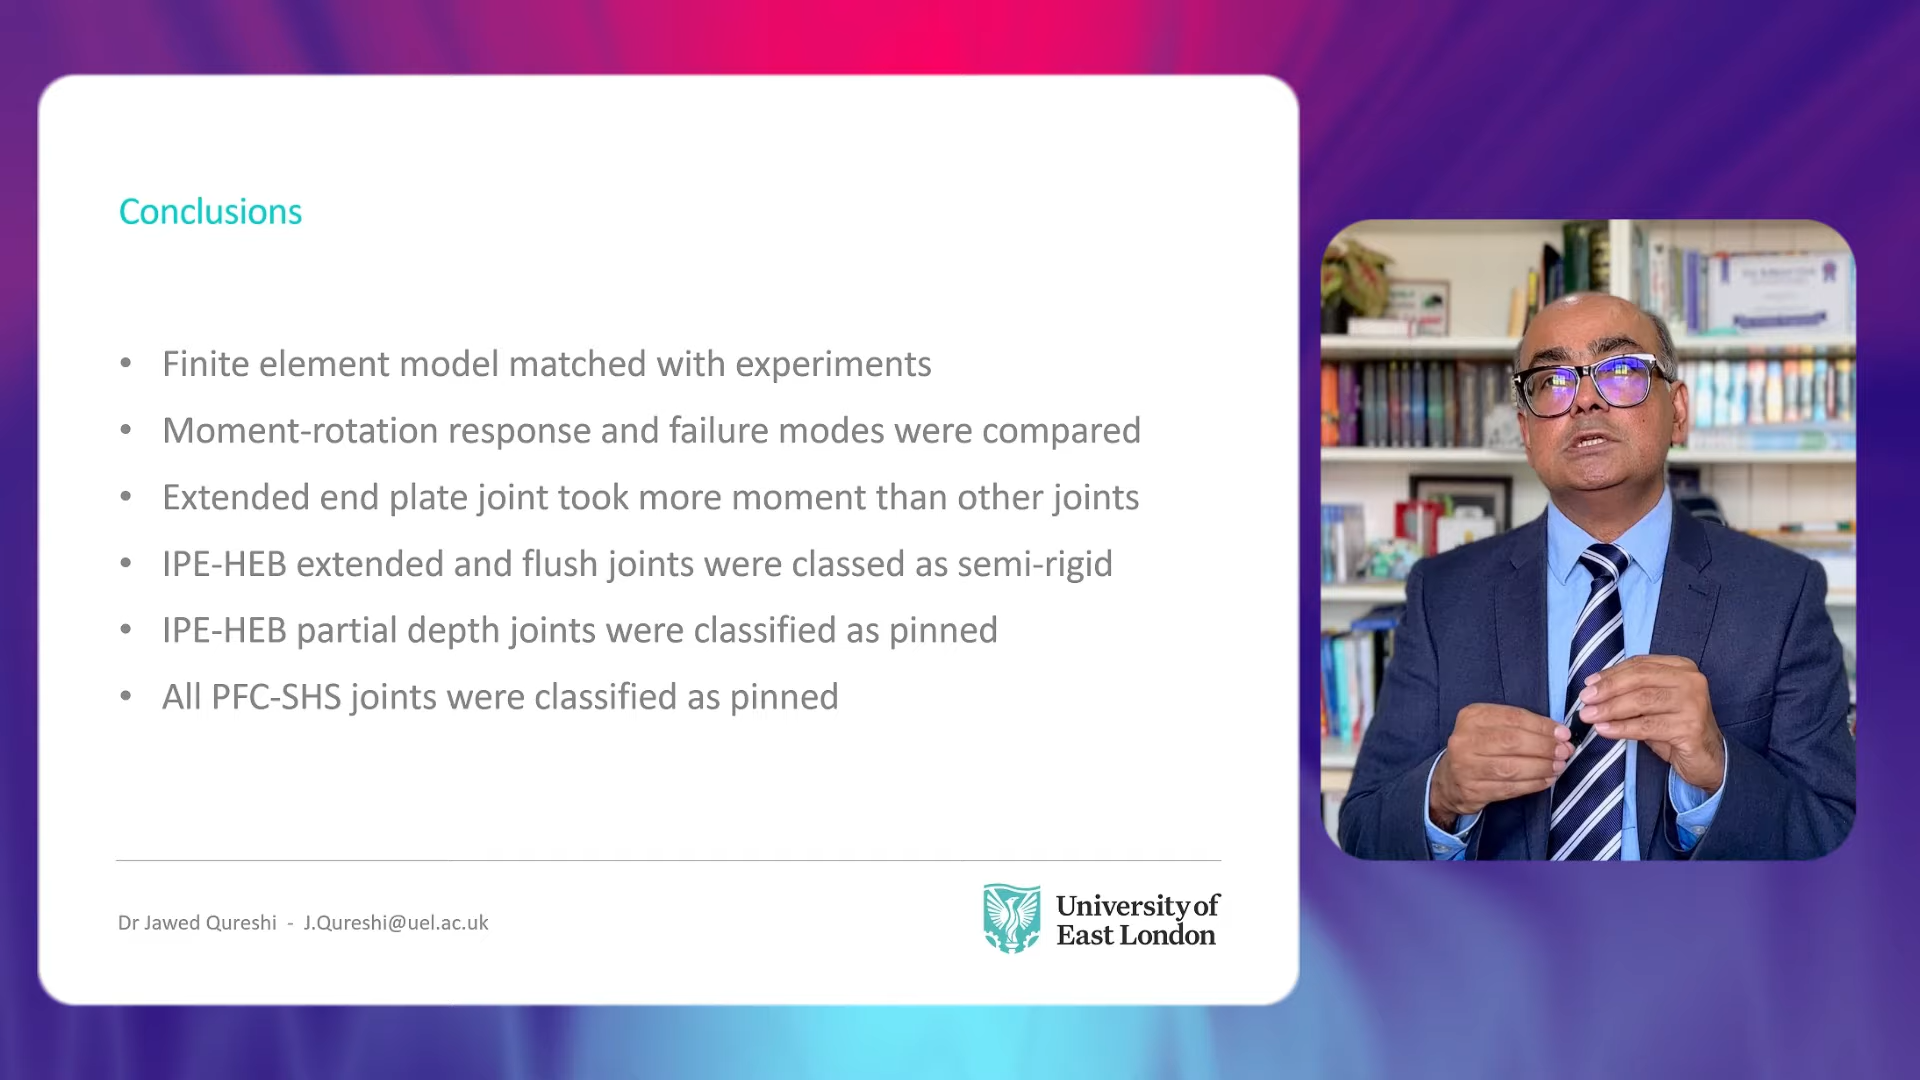 Conclusions
• Finite element model matched with experiments
• Moment-rotation response and failure modes were compared
• Extended end plate joint took more moment than other joints
• IPE-HEB extended and flush joints were classed as semi-rigid
• IPE-HEB partial depth joints were classified as pinned
• All PFC-SHS joints were classified as pinned
Dr Jawed Qureshi - J.Qureshi@uel.ac.uk
University of
East London